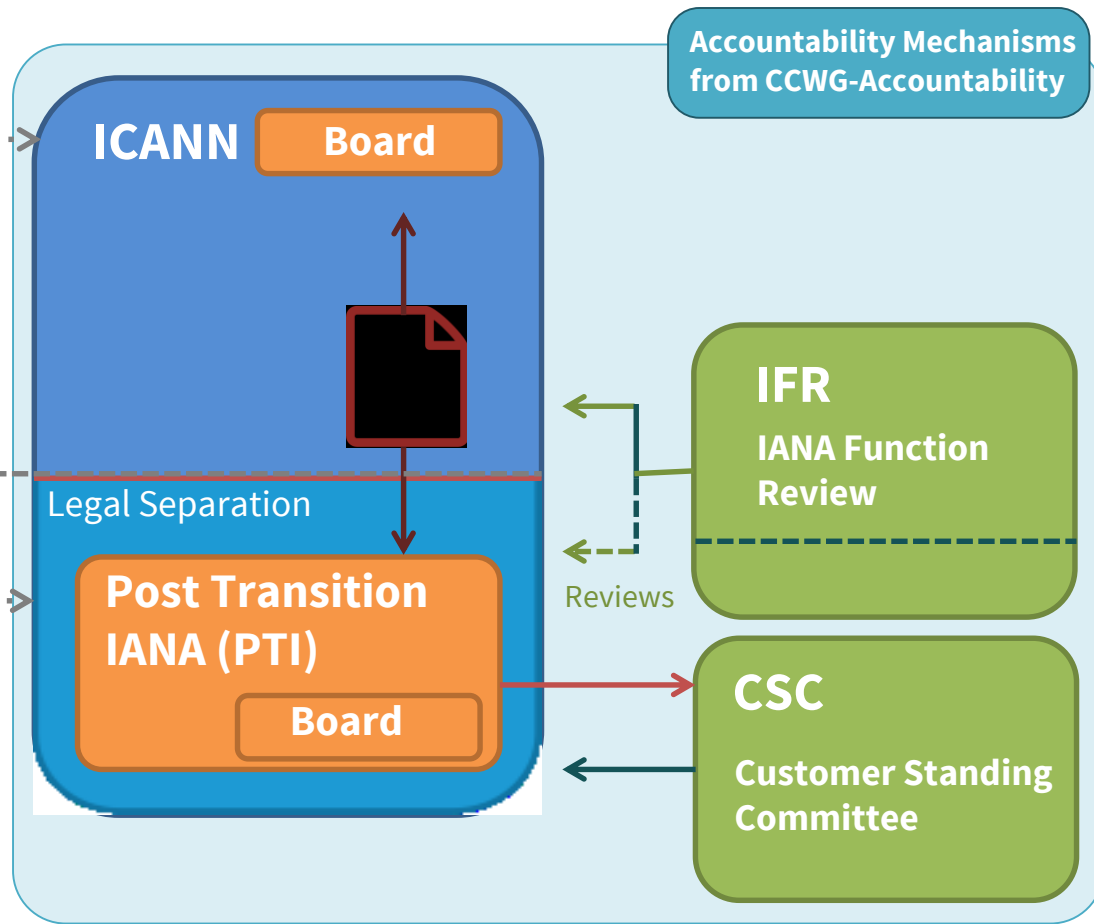 Accountability Mechanisms
from CCWG-Accountability
ICANN
Board
IFR
IANA Function
Review
Legal Separation
Post Transition
IANA (PTI)
Board
Reviews
CSC
Customer Standing
Committee